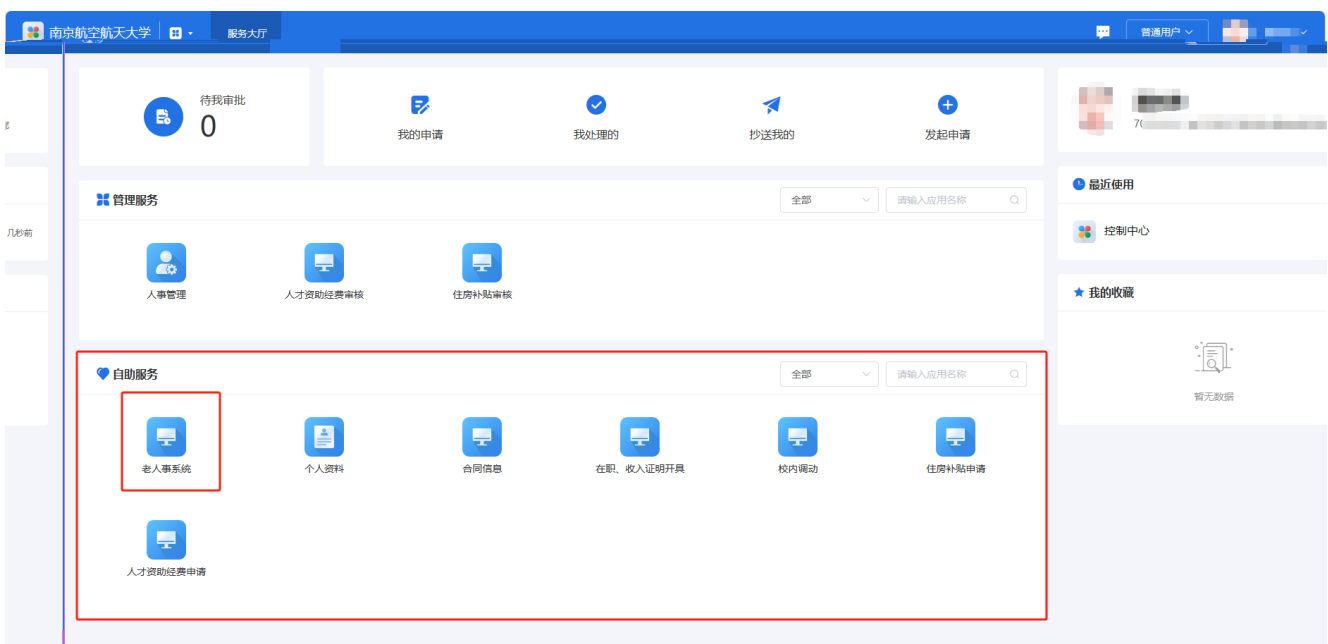 南京航空航天大学
服务大厅
普通用户
待我审批
0
我的申请
我处理的
抄送我的
发起申请
70
管理服务
全部
请输入应用名称
最近使用
几秒前
控制中心
人事管理
人才资助经费审核
住房补贴审核
我的收藏
自助服务
全部
请输入应用名称
暂无数据
老人事系统
个人资料
合同信息
在职、收入证明开具
校内调动
住房补贴申请
人才资助经费申请